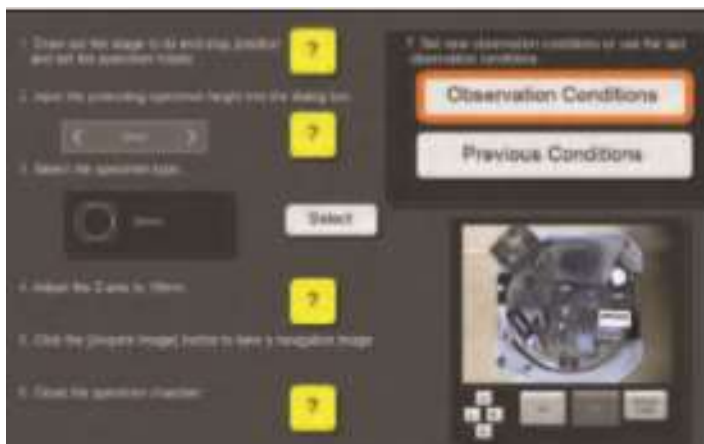 1. Draw out the stage to its end stop position
and set the specimen holder.
?
2. Input the protruding specimen height into the dialog box.
?
3. Select the specimen type.
Select
4. Adjust the Z-axis to 10mm.
?
5. Click the [Acquire Image] button to take a navigation image
6. Close the specimen chamber
?
7. Set new observation conditions or use the last
observation conditions.
Observation Conditions
Previous Conditions